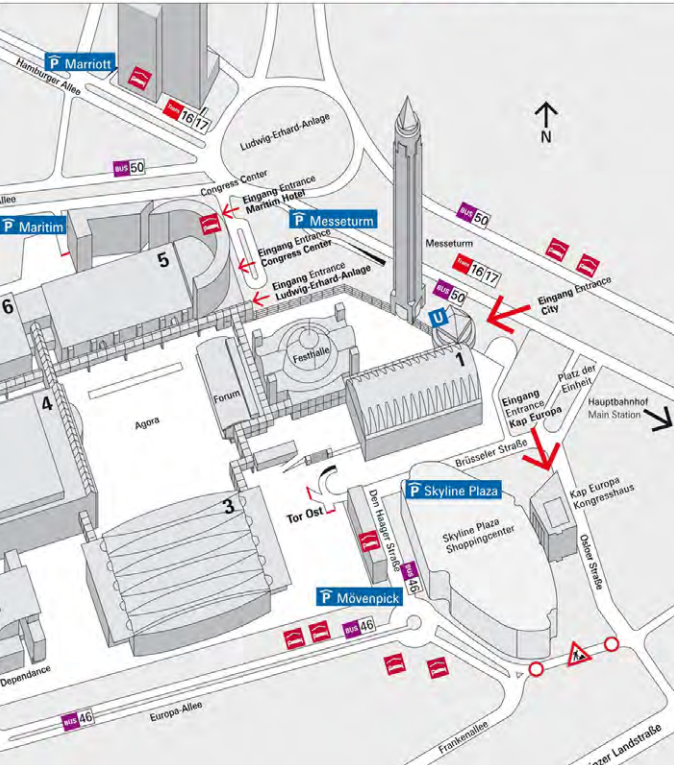 P Marriott
Hamburger Allee
Tram 16 17
Ludwig-Erhard-Anlage
N
BUS 50
Congress Center
Eingang Entrance
Maritim Hotel
P Maritim
P Messeturm
BUS 50
Messeturm
Eingang Entrance
Congress Center
5
Tram 16 17
Eingang Entrance
Ludwig-Erhard-Anlage
BUS 50
Eingang Entrance
City
6
U
Festhalle
1
Platz der
Einheit
Hauptbahnhof
Main Station
4
Forum
Agora
Eingang
Entrance
Kap Europa
Brüsseler Straße
P Skyline Plaza
Kap Europa
Kongresshaus
3
Tor Ost
Den Haager Straße
Skyline Plaza
Shoppingcenter
Osloer Straße
BUS 46
P Mövenpick
BUS 46
Dependance
Europa-Allee
BUS 46
Frankenallee
nzer Landstraße